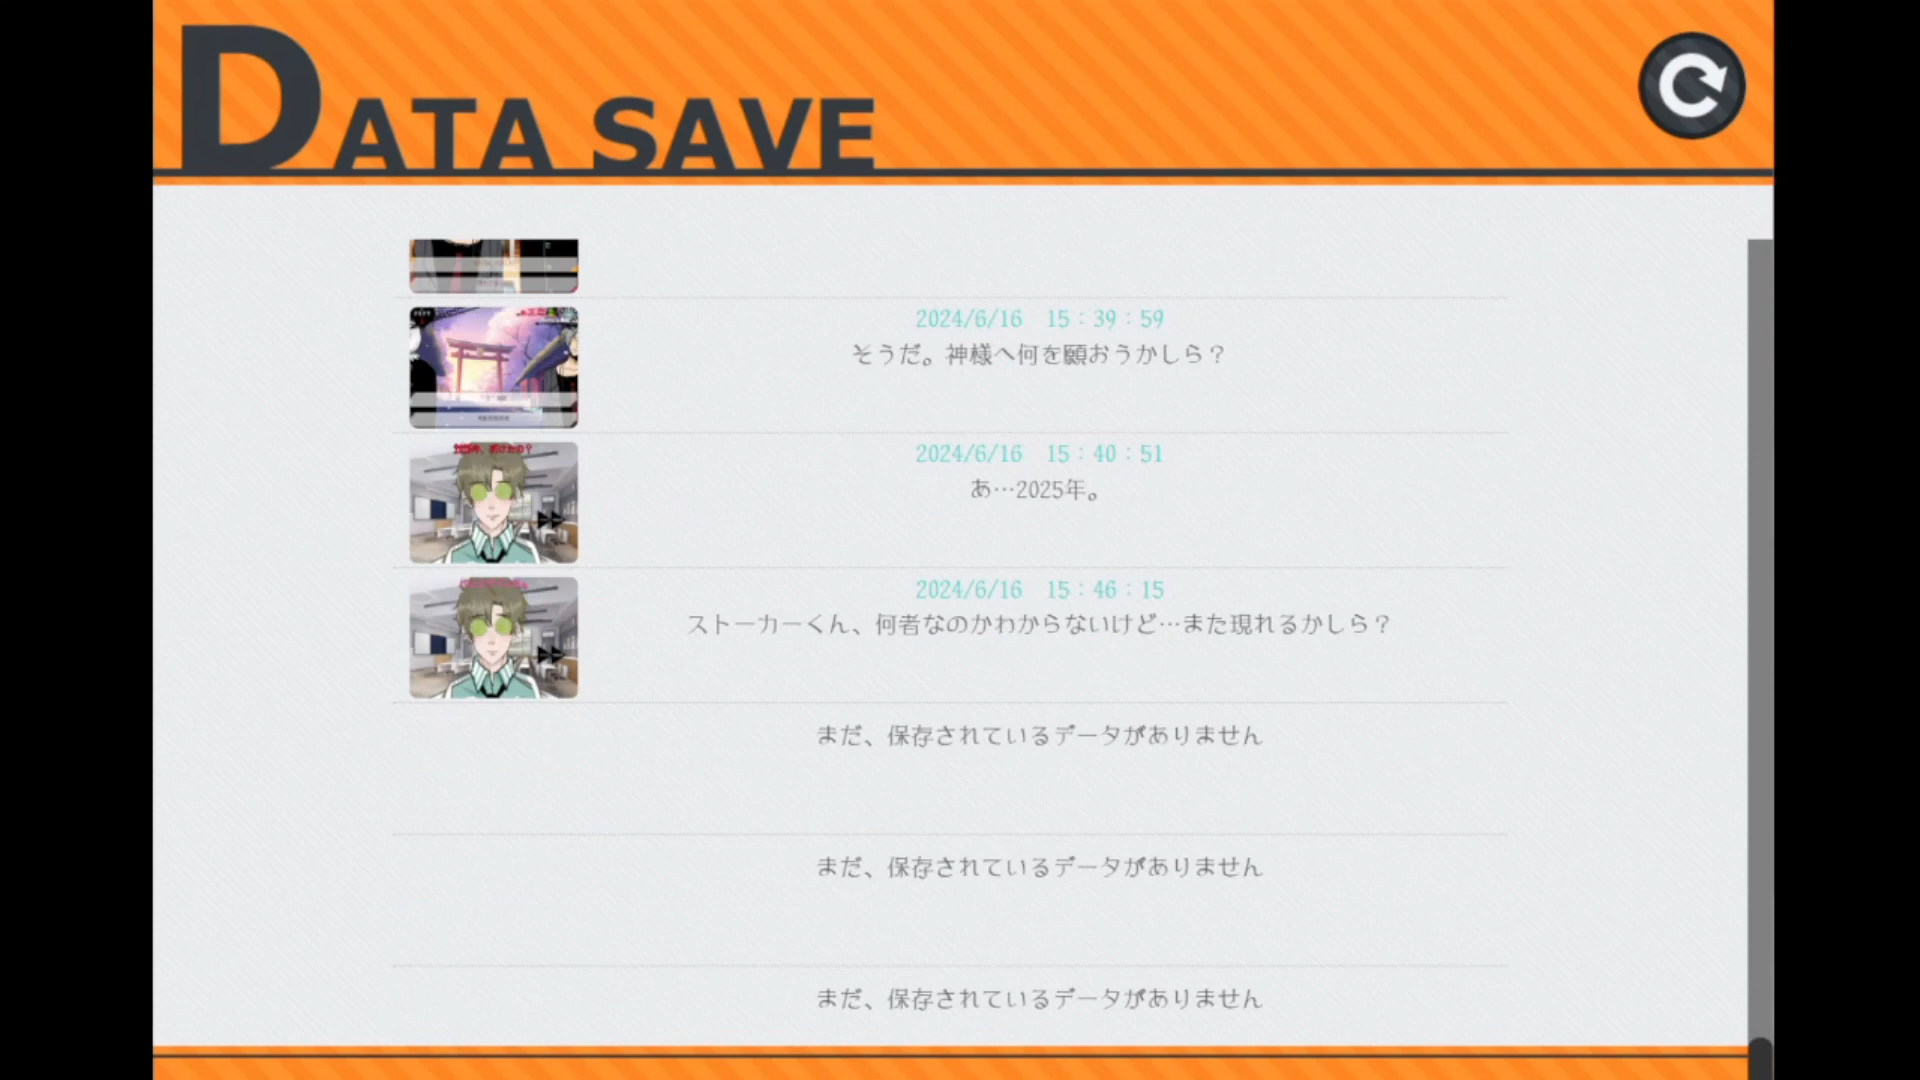 DATA SAVE
2024/6/16 15：39：59
そうだ。神様へ何を願おうかしら？
2024/6/16 15：40：51
あ…2025年。
2024/6/16 15：46：15
ストーカーくん、何者なのかわからないけど…また現れるかしら？
まだ、保存されているデータがありません
まだ、保存されているデータがありません
まだ、保存されているデータがありません